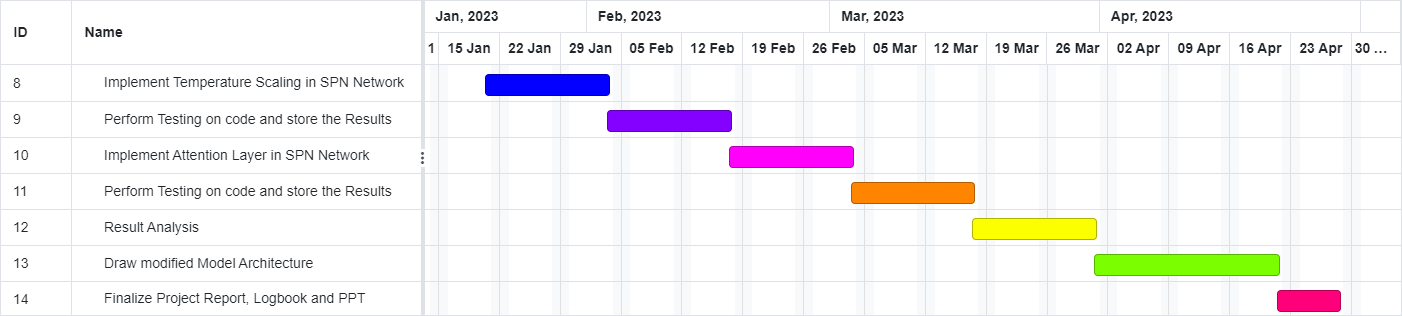 ID Name Jan, 2023 Feb, 2023 Mar, 2023 Apr, 2023
1 15 Jan 22 Jan 29 Jan 05 Feb 12 Feb 19 Feb 26 Feb 05 Mar 12 Mar 19 Mar 26 Mar 02 Apr 09 Apr 16 Apr 23 Apr 30 ...
8 Implement Temperature Scaling in SPN Network
9 Perform Testing on code and store the Results
10 Implement Attention Layer in SPN Network
11 Perform Testing on code and store the Results
12 Result Analysis
13 Draw modified Model Architecture
14 Finalize Project Report, Logbook and PPT